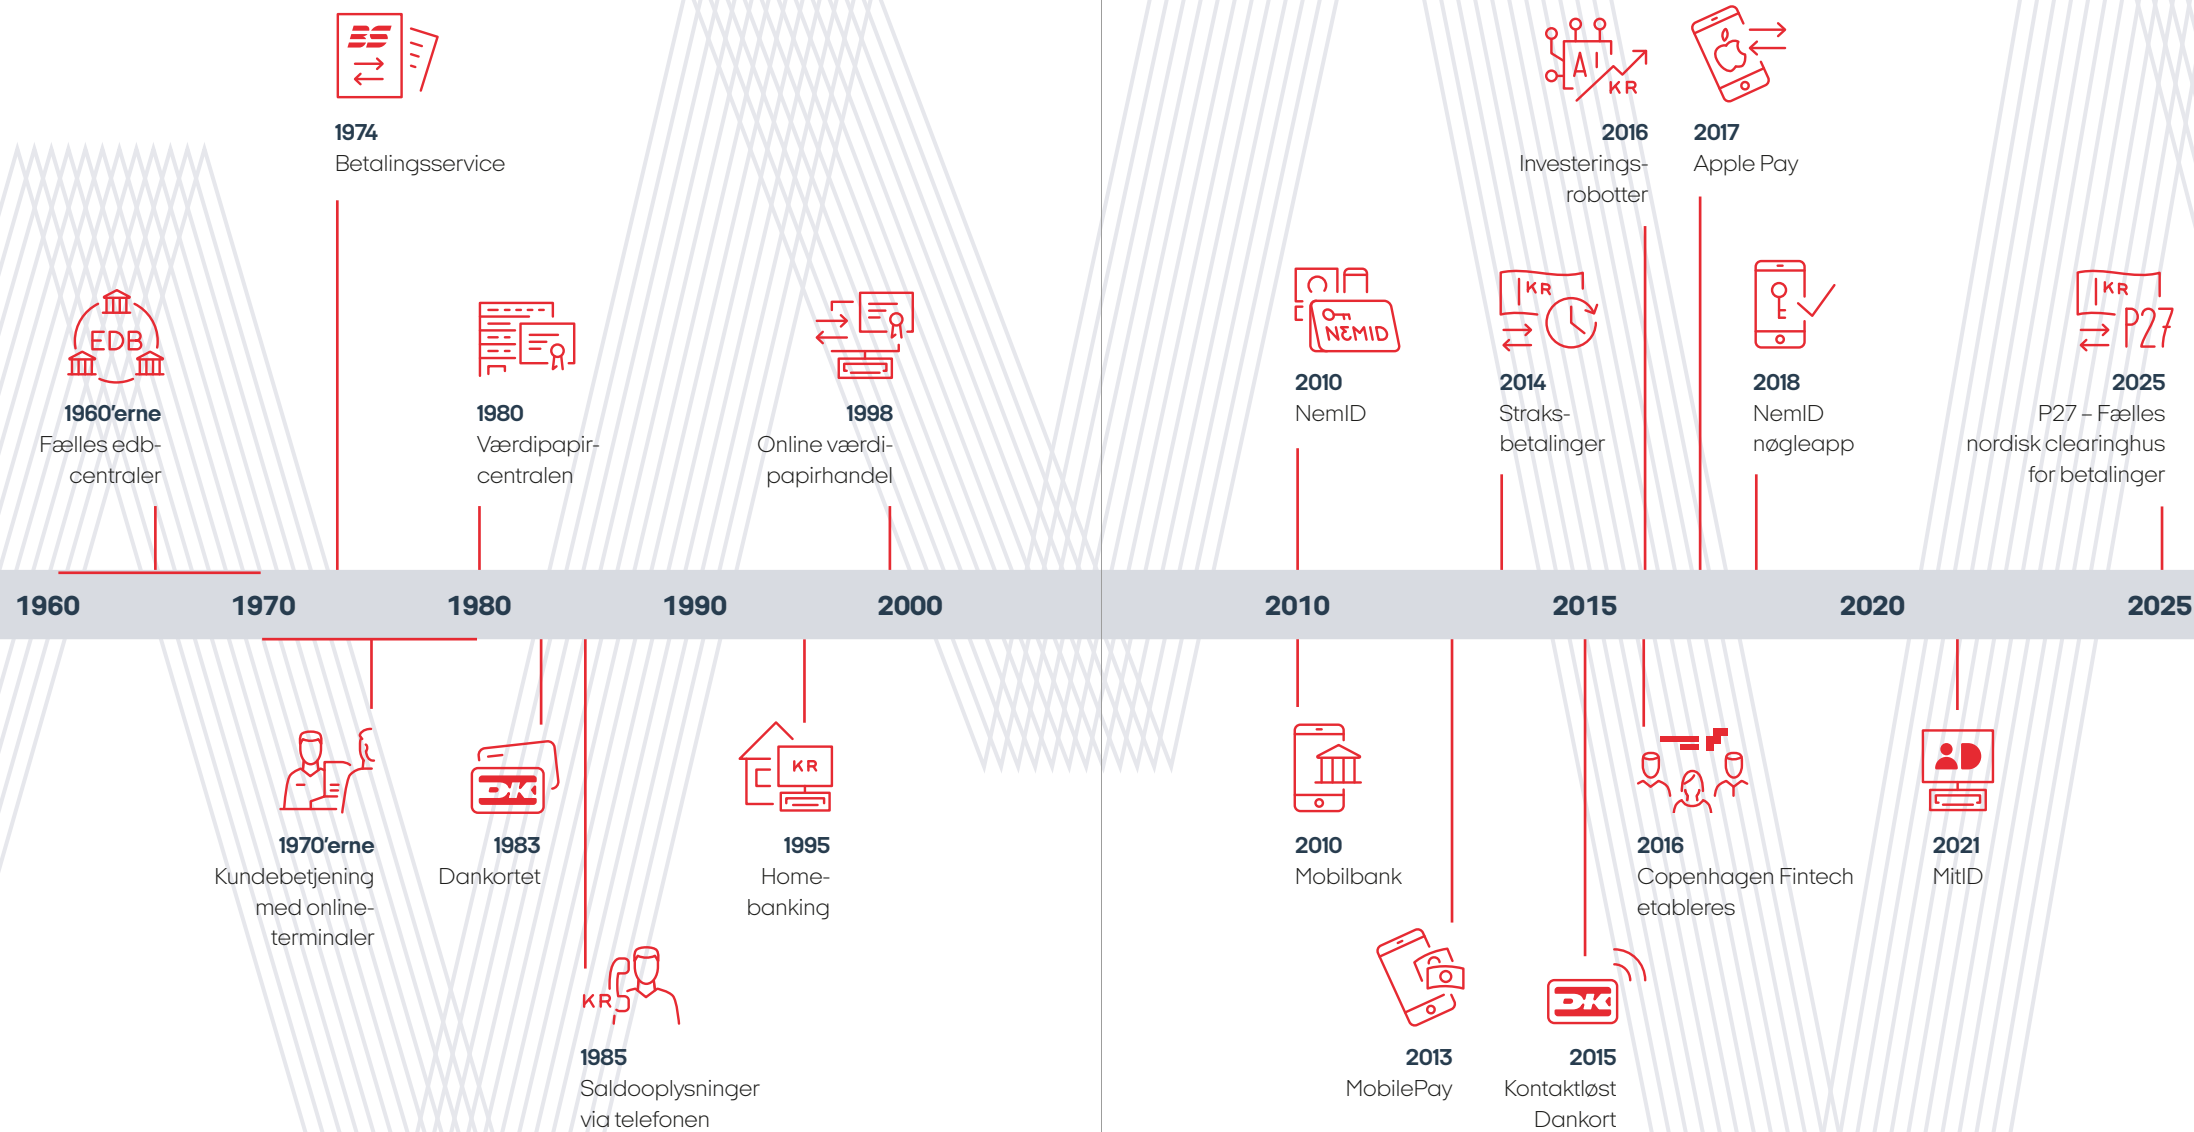 BS
1974
Betalingsservice
EDB
1960'erne
Fælles edb-
centraler
1980
Værdipapir-
centralen
1998
Online værdi-
papirhandel
AI
KR
2016
Investerings-
robotter
2017
Apple Pay
NEMID
2010
NemID
KR
2014
Straks-
betalinger
2018
NemID
nøgleapp
KR
P27
2025
P27 – Fælles
nordisk clearinghus
for betalinger
1960 1970 1980 1990 2000 2010 2015 2020 2025
1970'erne
Kundebetjening
med online-
terminaler
DK
1983
Dankortet
KR
1985
Saldooplysninger
via telefonen
KR
1995
Home-
banking
2010
Mobilbank
2013
MobilePay
DK
2015
Kontaktløst
Dankort
2016
Copenhagen Fintech
etableres
2021
MitID